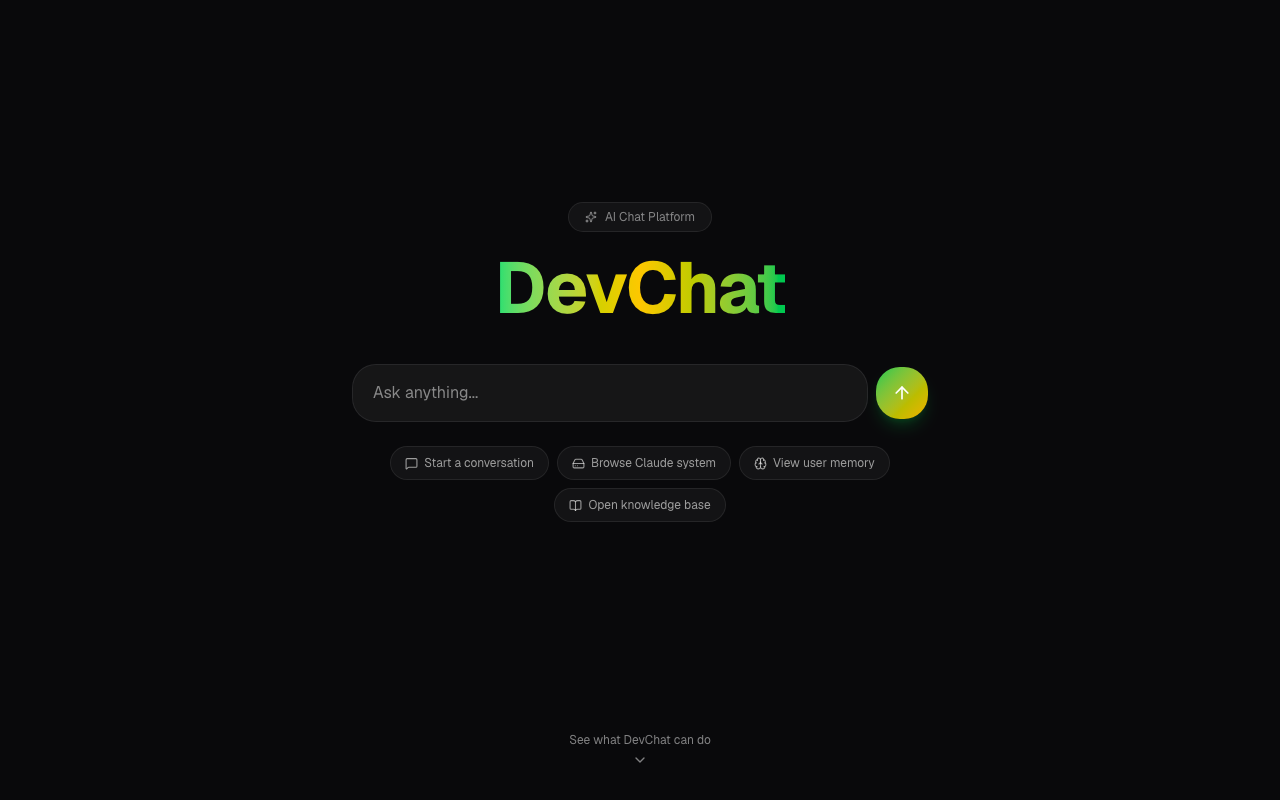 AI Chat Platform
DevChat
Ask anything...
Start a conversation
Browse Claude system
View user memory
Open knowledge base
See what DevChat can do